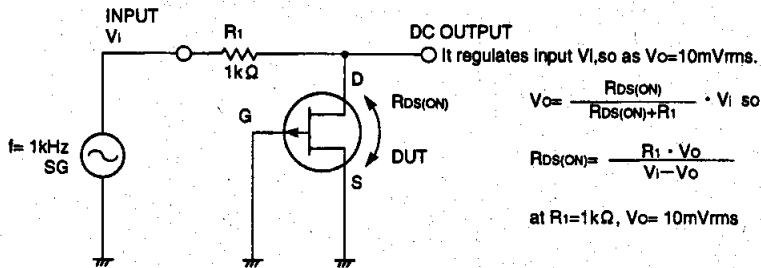 INPUT
Vi
R1
1kΩ
DC OUTPUT
It regulates input Vi,so as Vo=10mVrms.
D
RDS(ON)
G
DUT
S
f= 1kHz
SG
Vo= RDS(ON) / RDS(ON)+R1 · Vi so
RDS(ON)= R1 · Vo / Vi−Vo
at R1=1kΩ, Vo= 10mVrms